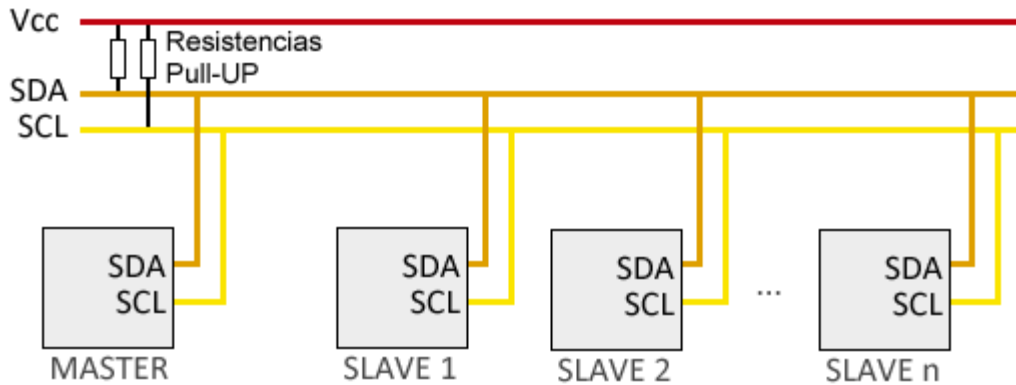 Vcc
Resistencias
Pull-UP
SDA
SCL
SDA
SCL
MASTER
SDA
SCL
SLAVE 1
SDA
SCL
SLAVE 2
...
SDA
SCL
SLAVE n